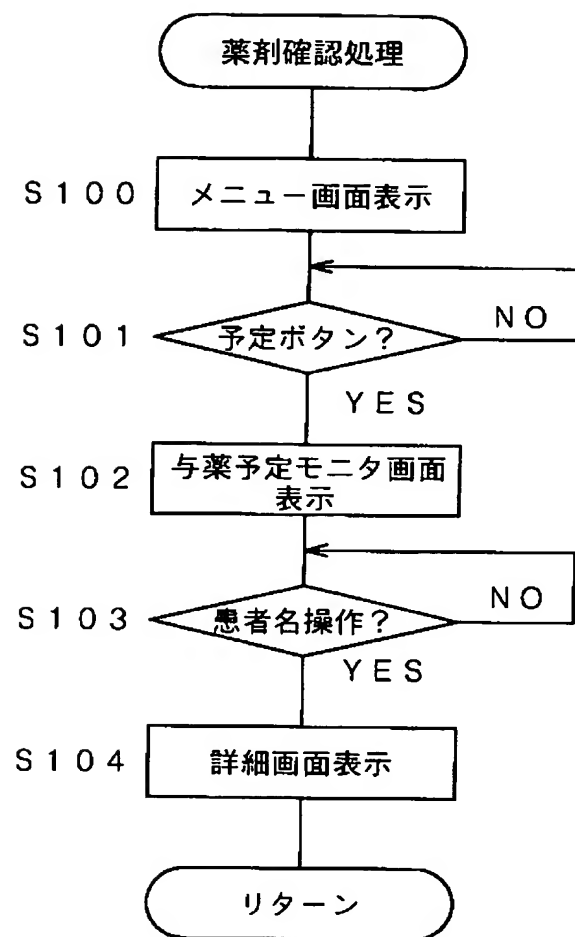 薬剤確認処理
S100
メニュー画面表示
S101
予定ボタン?
NO
YES
S102
与薬予定モニタ画面
表示
S103
患者名操作?
NO
YES
S104
詳細画面表示
リターン